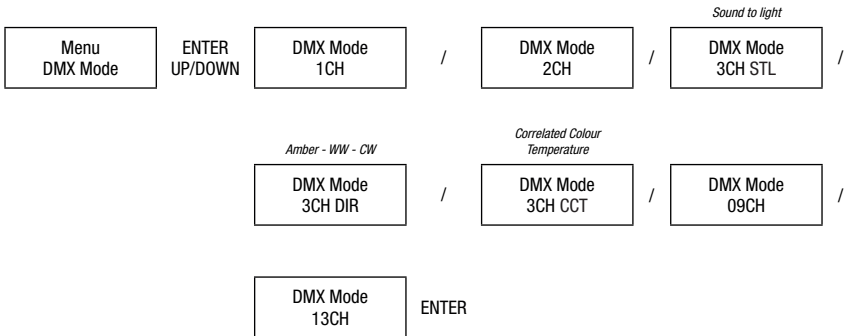 Sound to light
Menu
DMX Mode
ENTER
UP/DOWN
DMX Mode
1CH
/
DMX Mode
2CH
/
DMX Mode
3CH STL
/
Amber - WW - CW
Correlated Colour
Temperature
DMX Mode
3CH DIR
/
DMX Mode
3CH CCT
/
DMX Mode
09CH
/
DMX Mode
13CH
ENTER